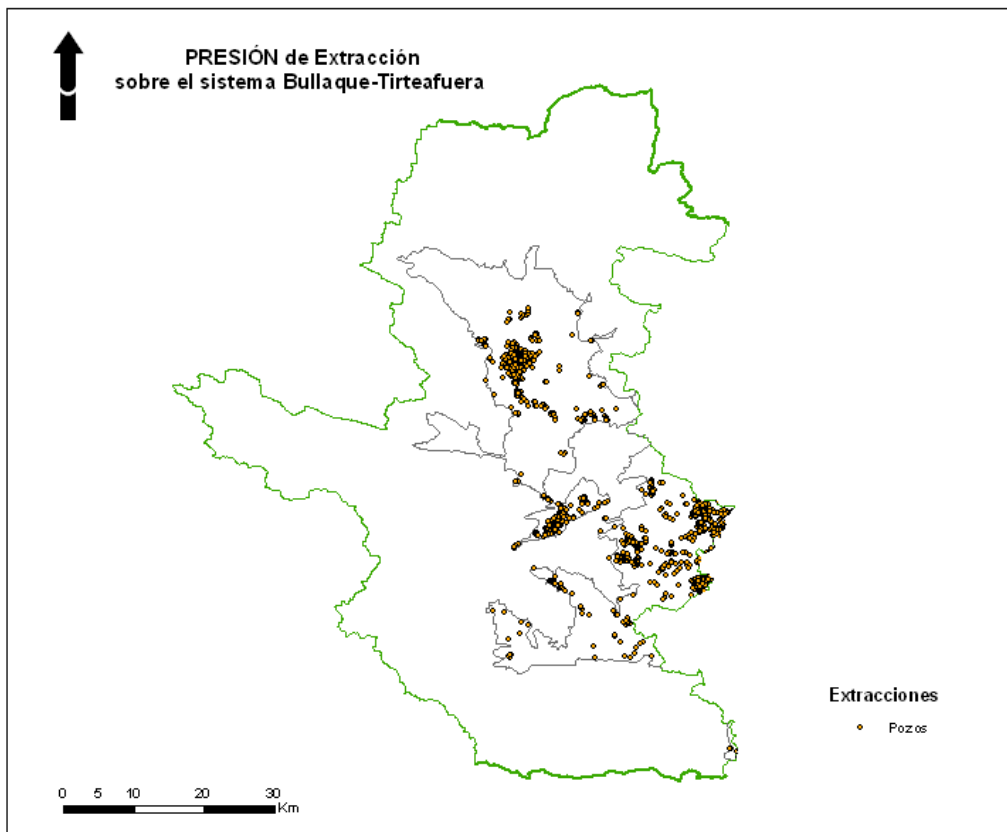 PRESIÓN de Extracción
sobre el sistema Bullaque-Tirteafuera
Extracciones
Pozos
0 5 10 20 30
Km